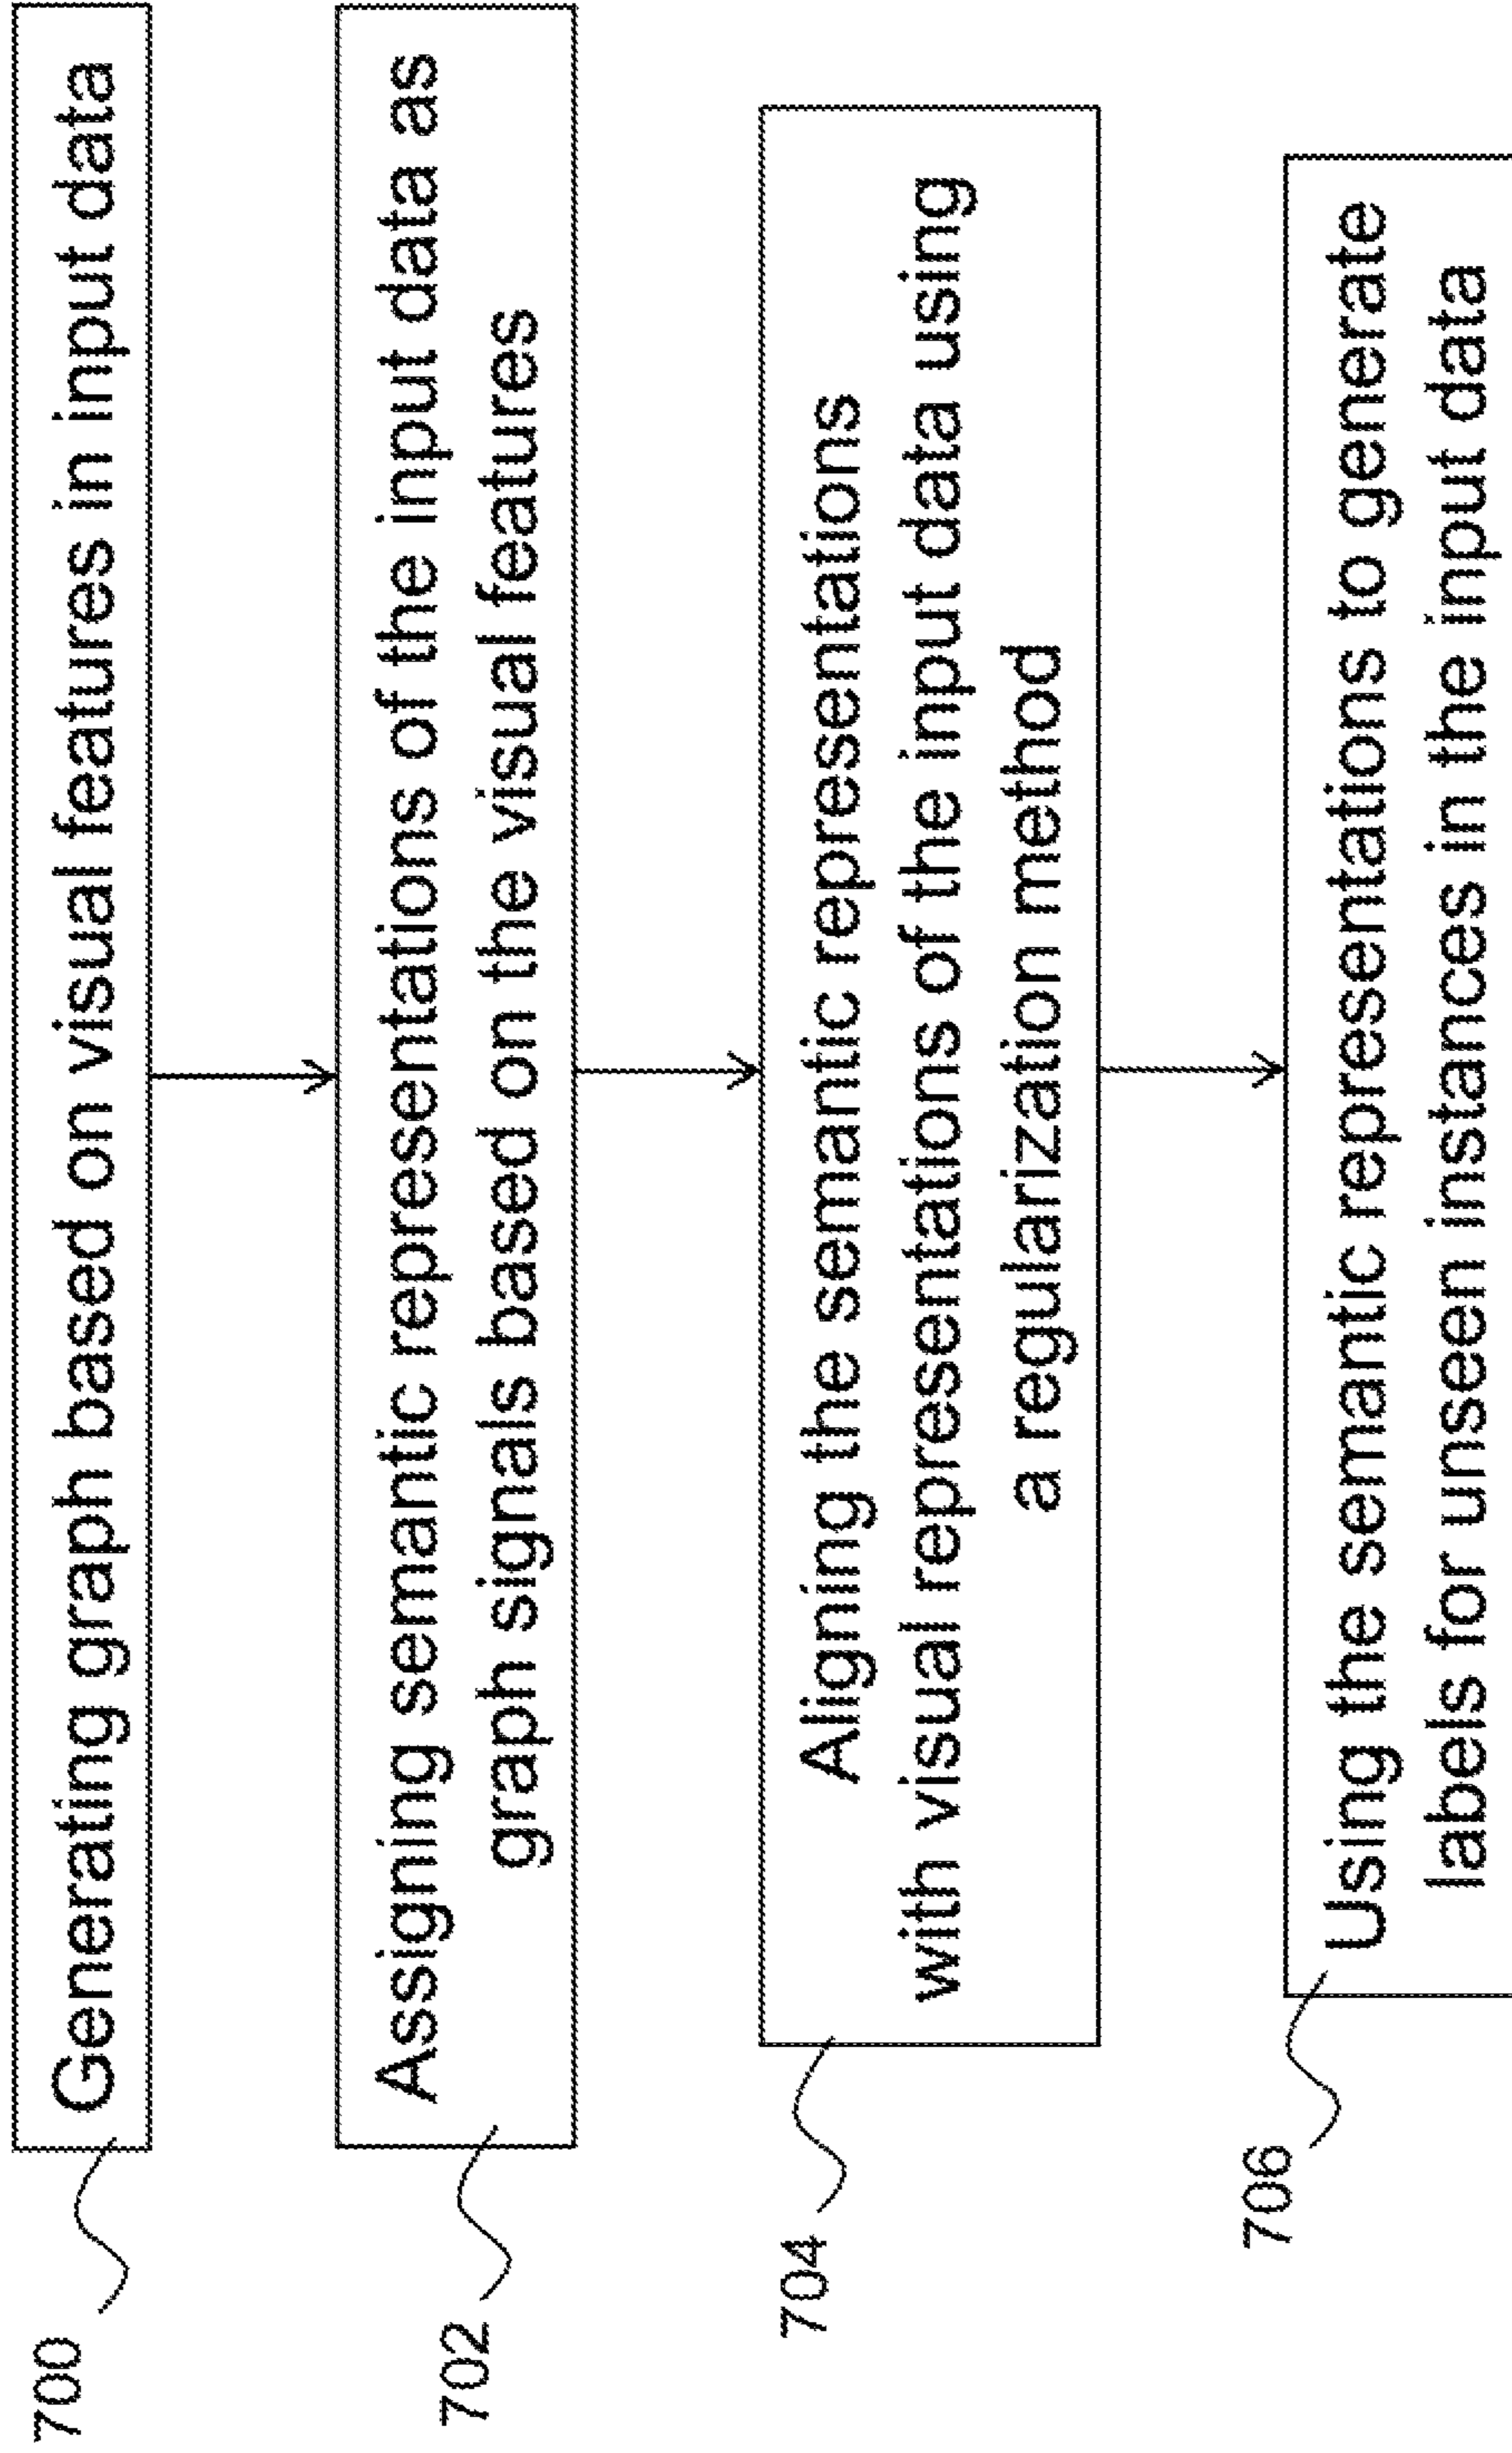 700
Generating graph based on visual features in input data
702
Assigning semantic representations of the input data as
graph signals based on the visual features
704
Aligning the semantic representations
with visual representations of the input data using
a regularization method
706
Using the semantic representations to generate
labels for unseen instances in the input data